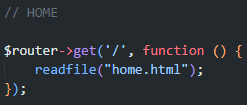 // HOME
$router->get('/', function () {
readfile("home.html");
});